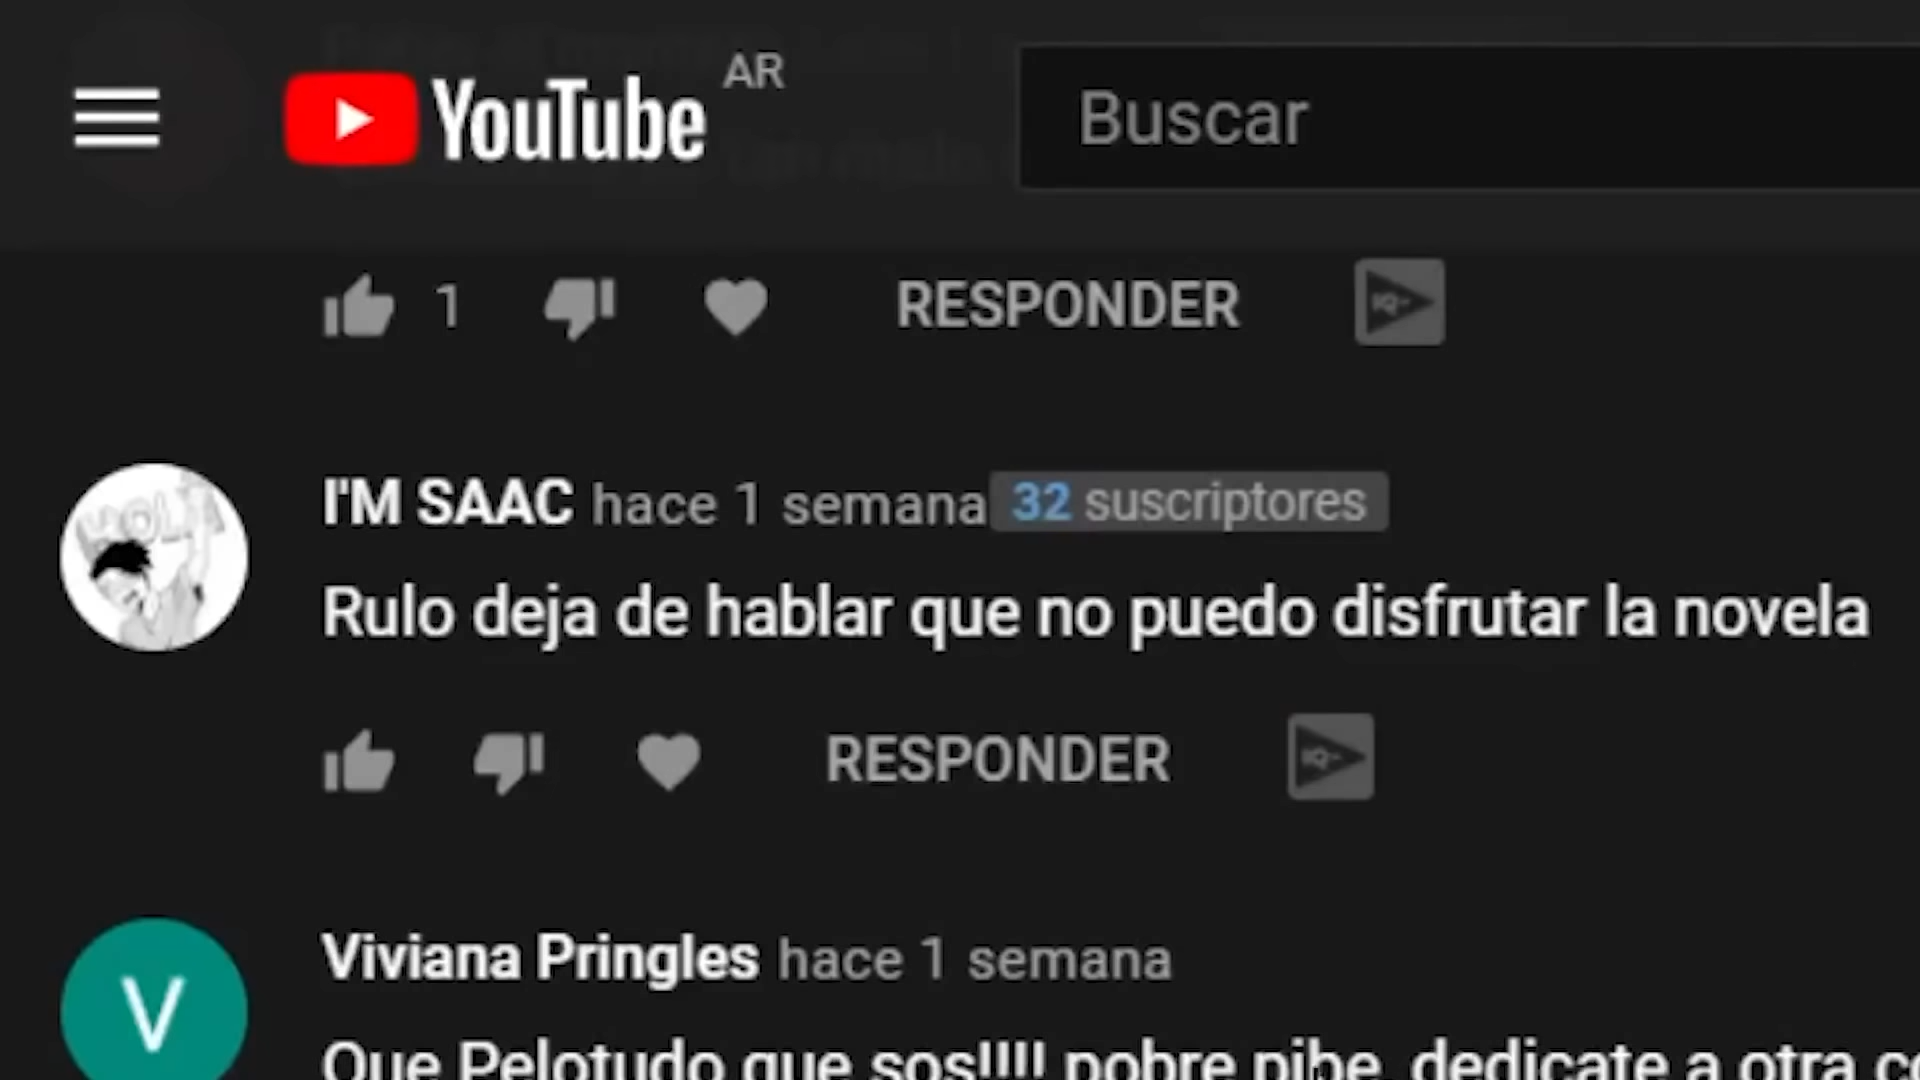 YouTube AR
Buscar
1 RESPONDER
I'M SAAC hace 1 semana 32 suscriptores
Rulo deja de hablar que no puedo disfrutar la novela
RESPONDER
Viviana Pringles hace 1 semana
V
Que Pelotudo que sos!!!! pobre pibe, dedicate a otra